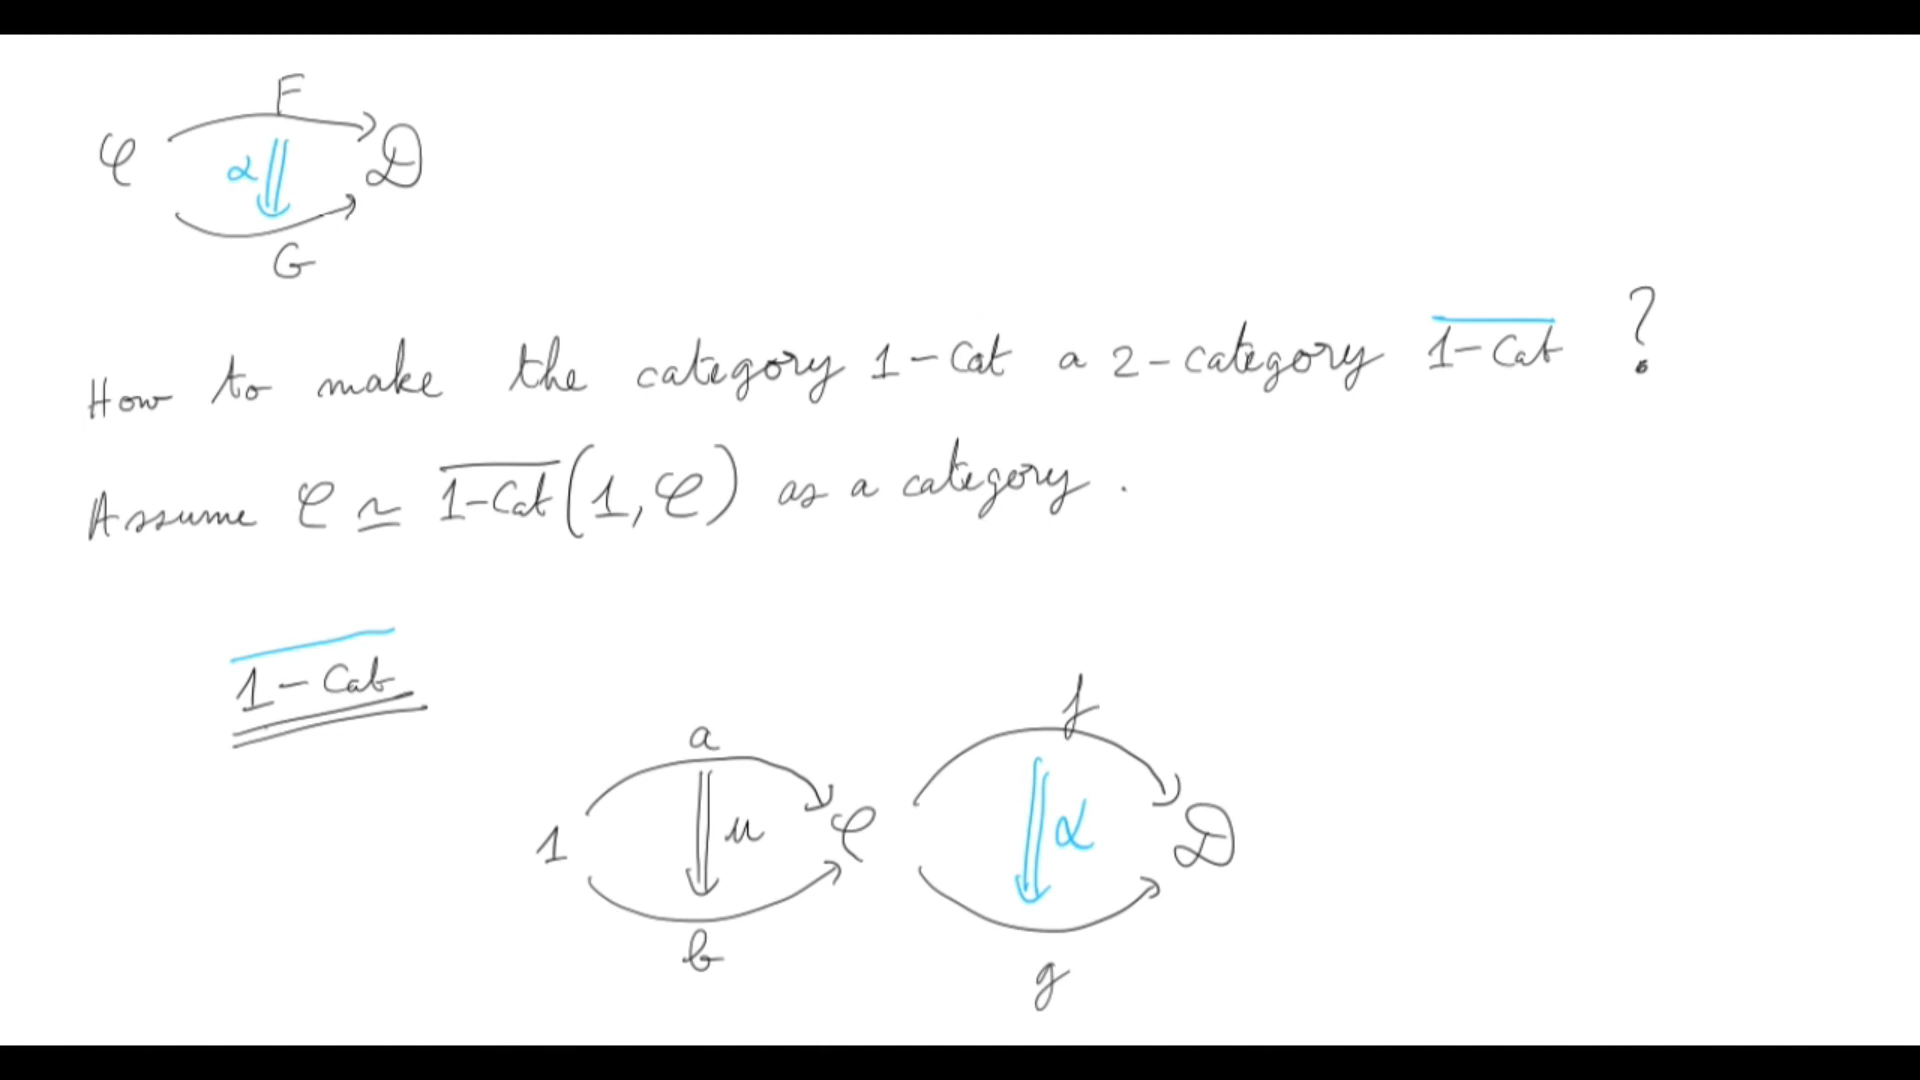 F
𝒞 α 𝒟
G
How to make the category 1-Cat a 2-category 1-Cat ?
Assume 𝒞 ≃ 1-Cat(1, 𝒞) as a category.
1-Cat
a f
1 u 𝒞 α 𝒟
b g